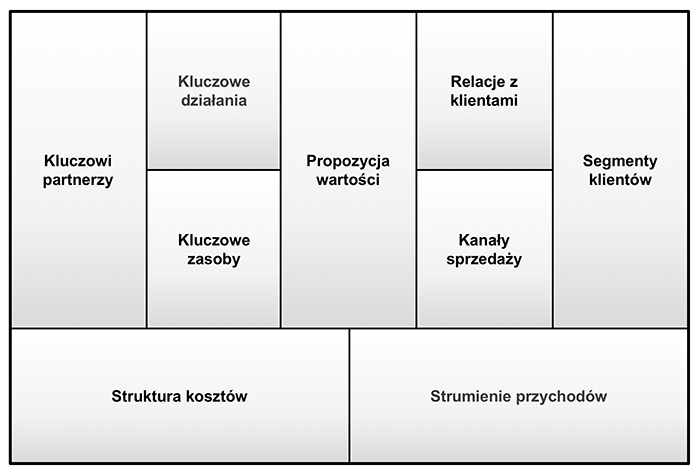 Kluczowi
partnerzy
Kluczowe
działania
Kluczowe
zasoby
Propozycja
wartości
Relacje z
klientami
Kanały
sprzedaży
Segmenty
klientów
Struktura kosztów
Strumienie przychodów